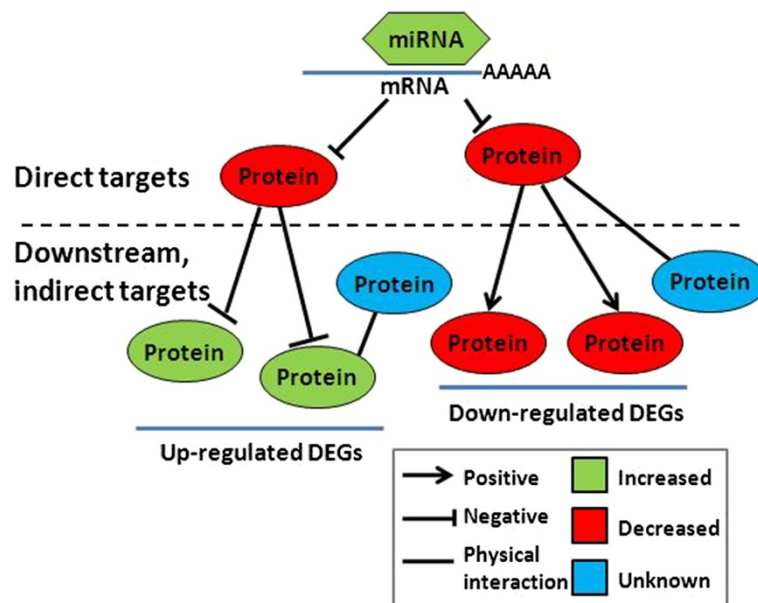 miRNA
AAAAA
mRNA
Direct targets
Protein
Protein
Downstream,
indirect targets
Protein
Protein
Protein
Protein
Protein
Protein
Up-regulated DEGs
Down-regulated DEGs
Positive
Increased
Negative
Decreased
Physical
interaction
Unknown